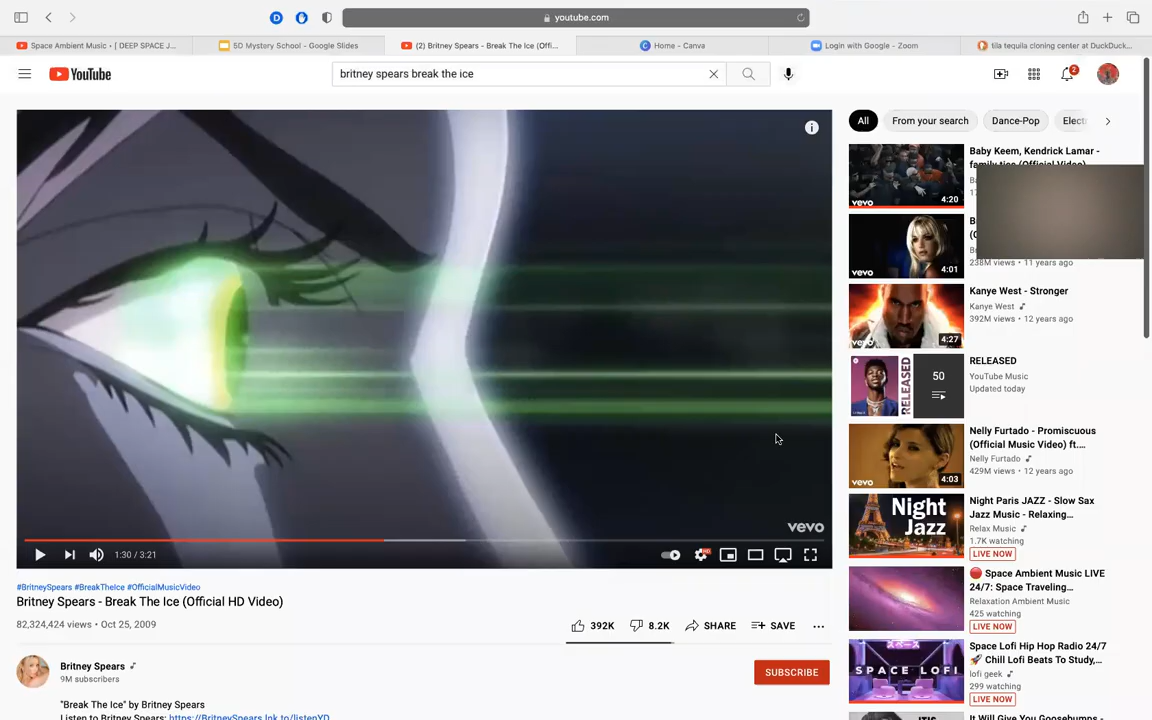 youtube.com
Space Ambient Music • [ DEEP SPACE J...
5D Mystery School - Google Slides
(2) Britney Spears - Break The Ice (Offi...
Home - Canva
Login with Google - Zoom
tila tequila cloning center at DuckDuck...
YouTube
britney spears break the ice
2
All
From your search
Dance-Pop
Baby Keem, Kendrick Lamar -
family ties (Official Video)
vevo
4:20
vevo
4:01
238M views • 11 years ago
Kanye West - Stronger
Kanye West
392M views • 12 years ago
vevo
4:27
RELEASED
YouTube Music
Updated today
RELEASED
50
Nelly Furtado - Promiscuous
(Official Music Video) ft....
Nelly Furtado
429M views • 12 years ago
vevo
4:03
Night Paris JAZZ - Slow Sax
Jazz Music - Relaxing...
Relax Music
1.7K watching
LIVE NOW
Night
Jazz
🔴 Space Ambient Music LIVE
24/7: Space Traveling...
Relaxation Ambient Music
425 watching
LIVE NOW
Space Lofi Hip Hop Radio 24/7
🚀 Chill Lofi Beats To Study,...
lofi geek
299 watching
LIVE NOW
スペース
SPACE LOFI
It Will Give You Goosebumps -
vevo
1:30 / 3:21
HD
#BritneySpears #BreakTheIce #OfficialMusicVideo
Britney Spears - Break The Ice (Official HD Video)
82,324,424 views • Oct 25, 2009
392K
8.2K
SHARE
SAVE
Britney Spears
9M subscribers
SUBSCRIBE
"Break The Ice" by Britney Spears
Listen to Britney Spears: https://BritneySpears.lnk.to/listenYD